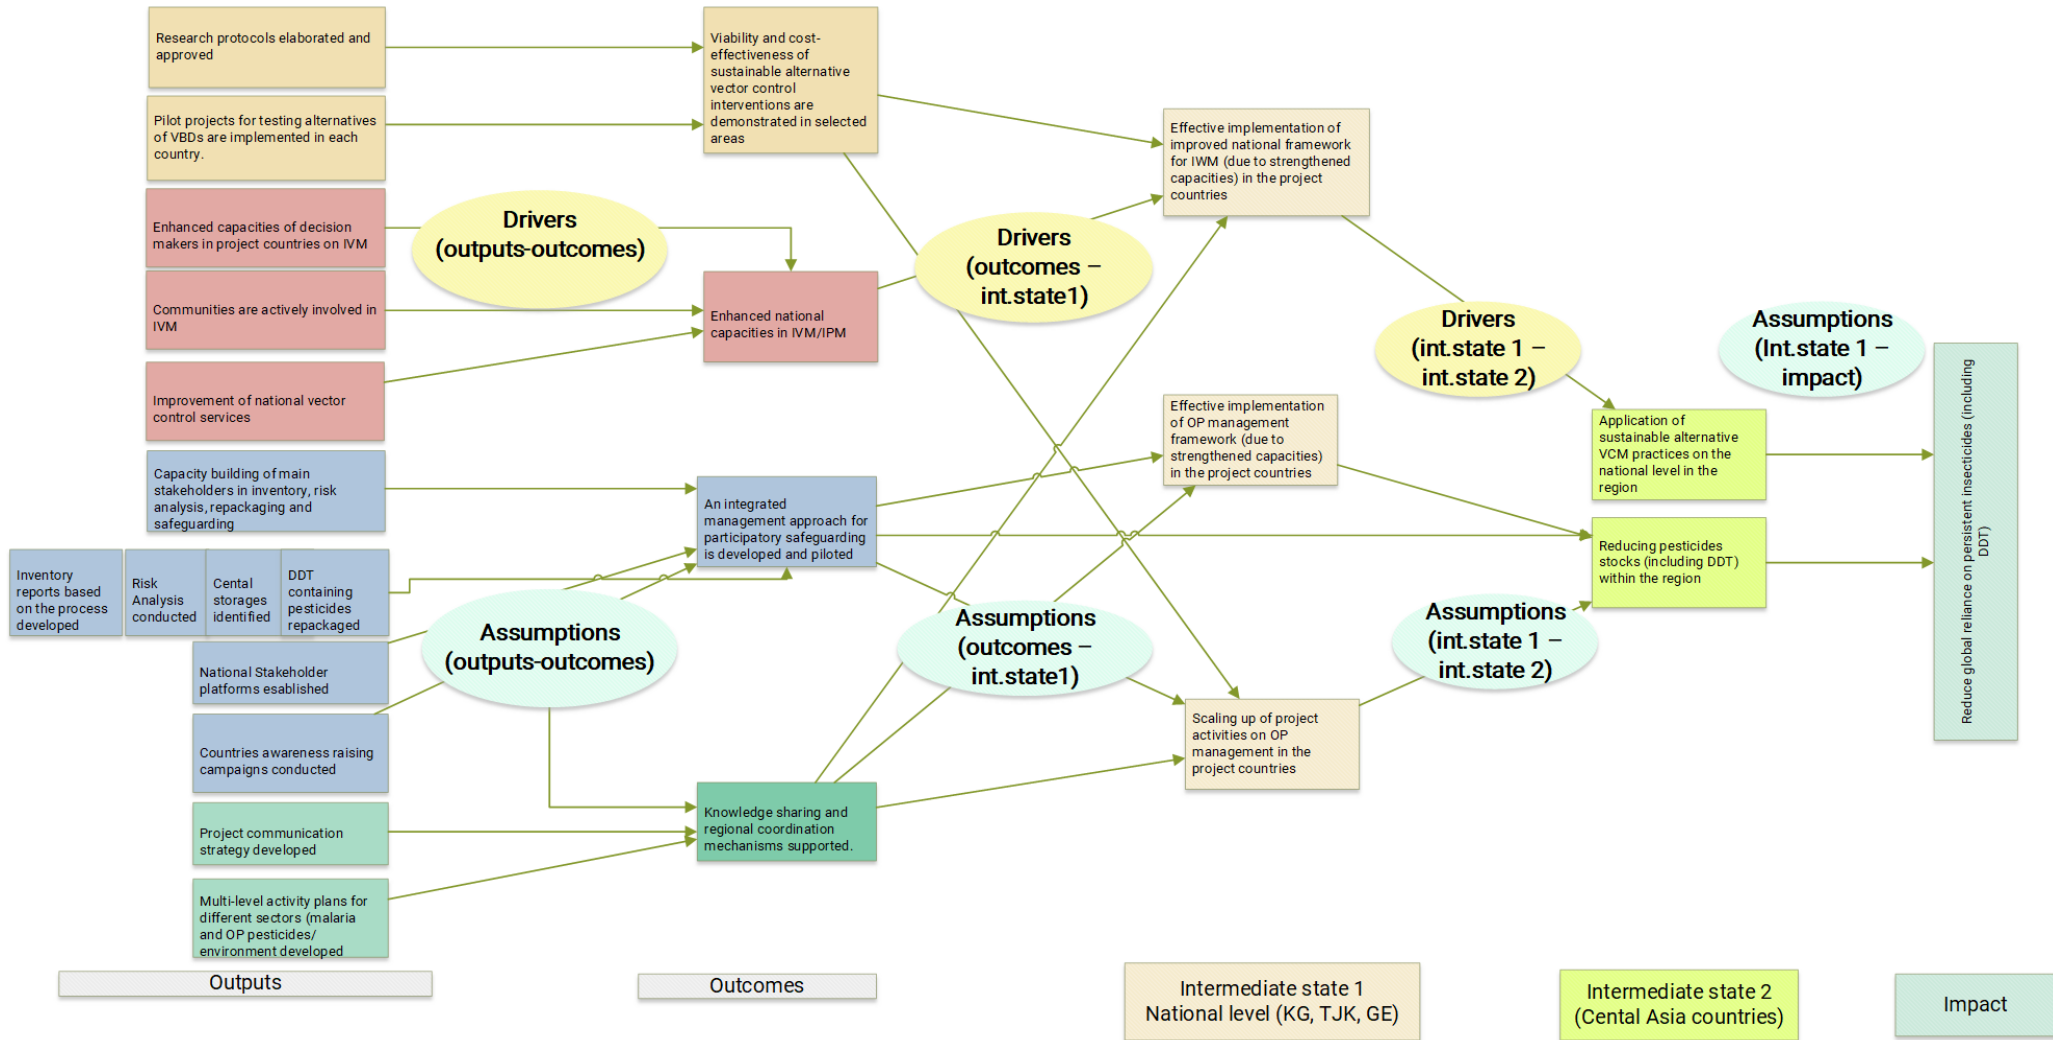 Research protocols elaborated and
approved
Pilot projects for testing alternatives
of VBDs are implemented in each
country.
Enhanced capacities of decision
makers in project countries on IVM
Communities are actively involved in
IVM
Improvement of national vector
control services
Capacity building of main
stakeholders in inventory, risk
analysis, repackaging and
safeguarding
Inventory
reports based
on the process
developed
Risk
Analysis
conducted
Cental
storages
identified
DDT
containing
pesticides
repackaged
National Stakeholder
platforms esablished
Countries awareness raising
campaigns conducted
Project communication
strategy developed
Multi-level activity plans for
different sectors (malaria
and OP pesticides/
environment developed
Outputs
Drivers
(outputs-outcomes)
Assumptions
(outputs-outcomes)
Viability and cost-
effectiveness of
sustainable alternative
vector control
interventions are
demonstrated in selected
areas
Enhanced national
capacities in IVM/IPM
An integrated
management approach for
participatory safeguarding
is developed and piloted
Knowledge sharing and
regional coordination
mechanisms supported.
Outcomes
Drivers
(outcomes –
int.state1)
Assumptions
(outcomes –
int.state1)
Effective implementation of
improved national framework
for IWM (due to strengthened
capacities) in the project
countries
Effective implementation
of OP management
framework (due to
strengthened capacities)
in the project countries
Scaling up of project
activities on OP
management in the
project countries
Intermediate state 1
National level (KG, TJK, GE)
Drivers
(int.state 1 –
int.state 2)
Assumptions
(int.state 1 –
int.state 2)
Application of
sustainable alternative
VCM practices on the
national level in the
region
Reducing pesticides
stocks (including DDT)
within the region
Intermediate state 2
(Cental Asia countries)
Assumptions
(Int.state 1 –
impact)
Reduce global reliance on persistent insecticides (including
DDT)
Impact